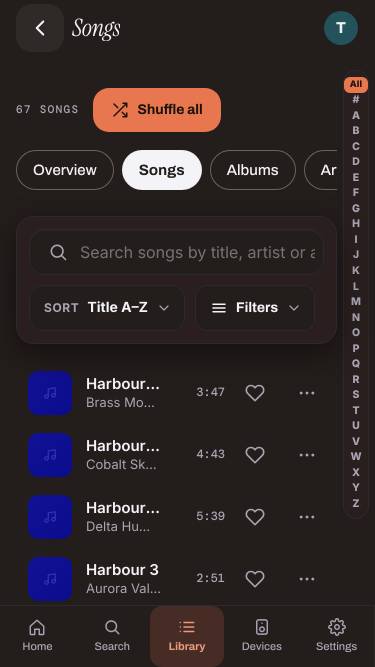 Songs
T
67 SONGS
Shuffle all
Overview
Songs
Albums
Ar
Search songs by title, artist or a
SORT Title A–Z
Filters
Harbour...
Brass Mo...
3:47
Harbour...
Cobalt Sk...
4:43
Harbour...
Delta Hu...
5:39
Harbour 3
Aurora Val...
2:51
All
#
A
B
C
D
E
F
G
H
I
J
K
L
M
N
O
P
Q
R
S
T
U
V
W
X
Y
Z
Home
Search
Library
Devices
Settings